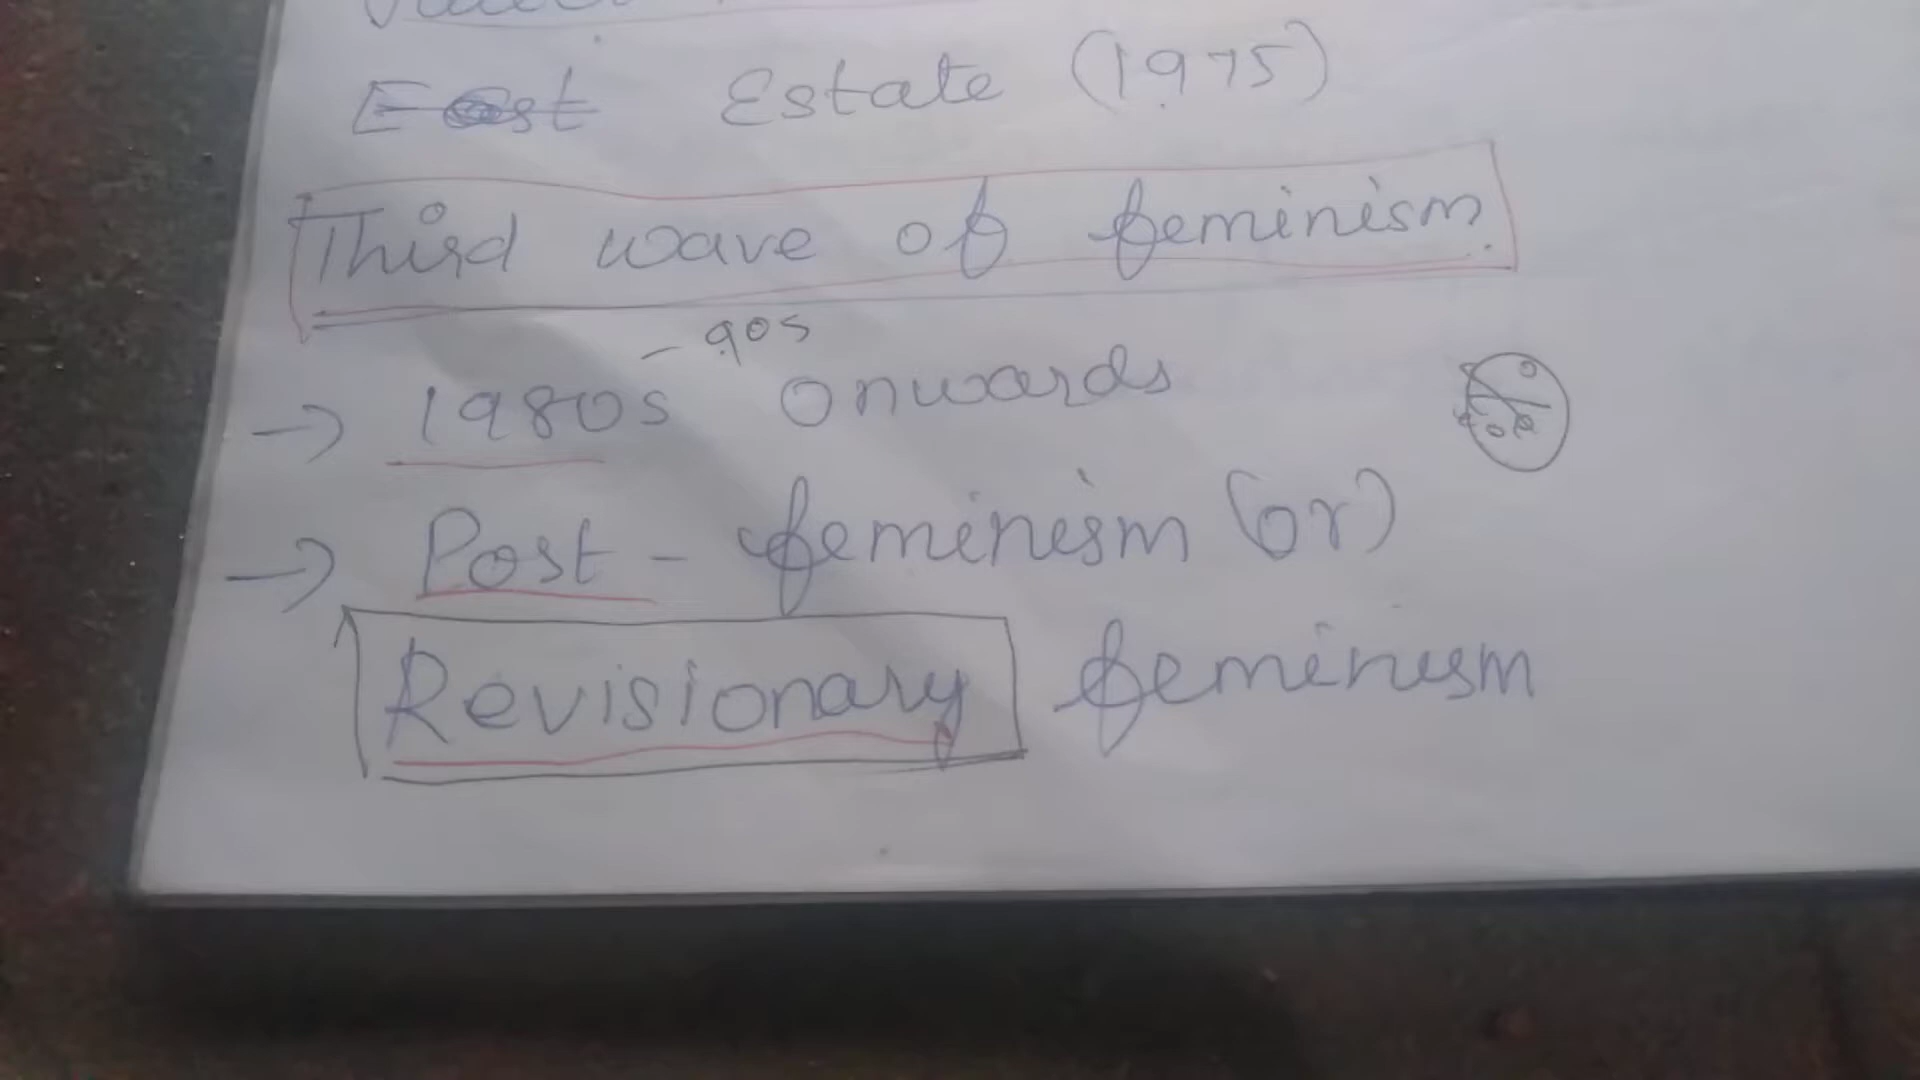 Estate (1975)
Third wave of feminism.
- 90s
→ 1980s onwards
→ Post - feminism (or)
Revisionary feminism